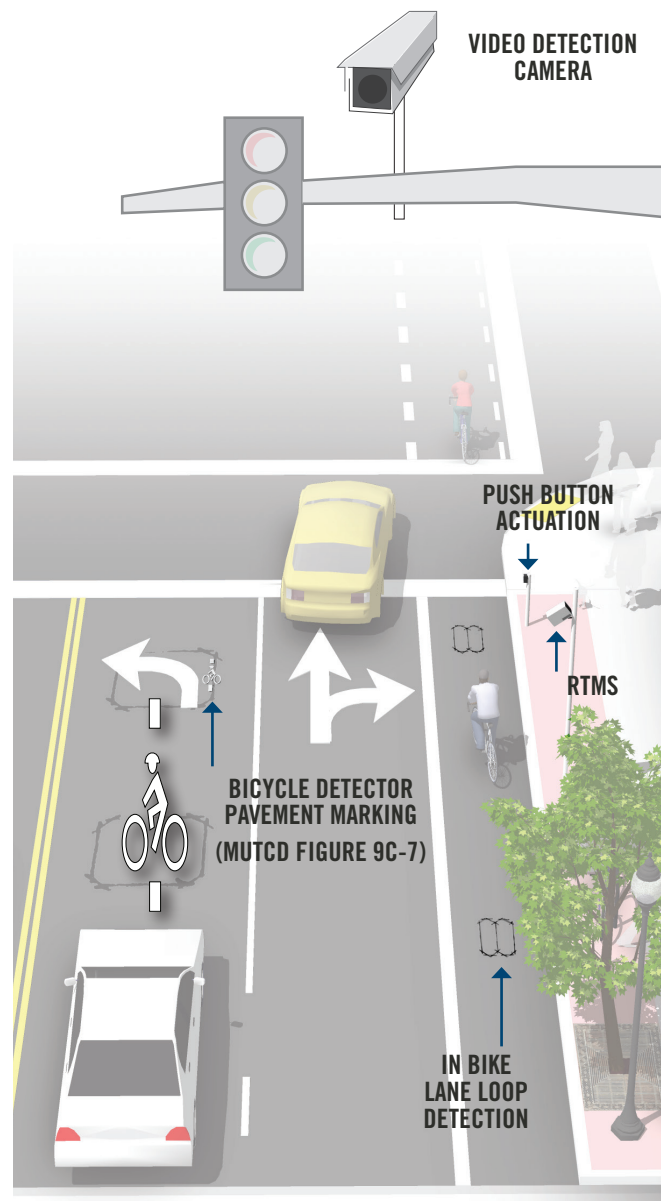 VIDEO DETECTION
CAMERA
PUSH BUTTON
ACTUATION
RTMS
BICYCLE DETECTOR
PAVEMENT MARKING
(MUTCD FIGURE 9C-7)
IN BIKE
LANE LOOP
DETECTION